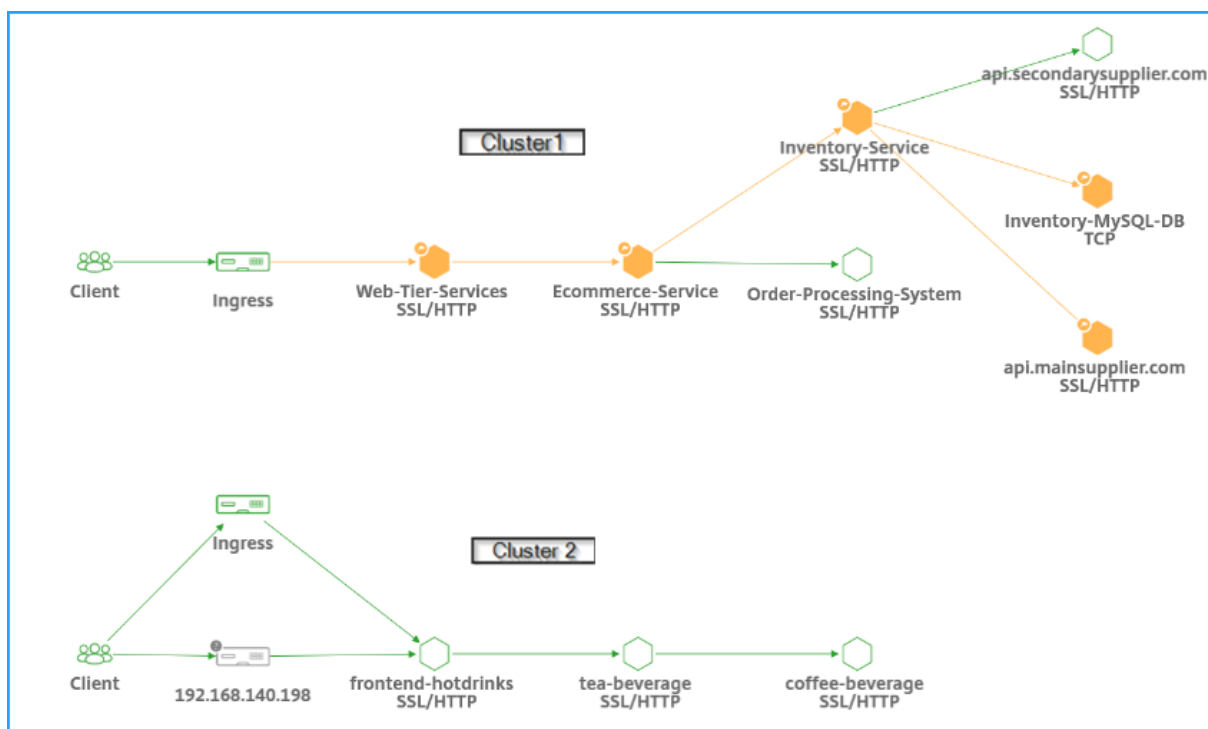 api.secondarysupplier.com
SSL/HTTP
Cluster1
Inventory-Service
SSL/HTTP
Inventory-MySQL-DB
TCP
Client
Ingress
Web-Tier-Services
SSL/HTTP
Ecommerce-Service
SSL/HTTP
Order-Processing-System
SSL/HTTP
api.mainsupplier.com
SSL/HTTP
Ingress
Cluster 2
Client
192.168.140.198
frontend-hotdrinks
SSL/HTTP
tea-beverage
SSL/HTTP
coffee-beverage
SSL/HTTP